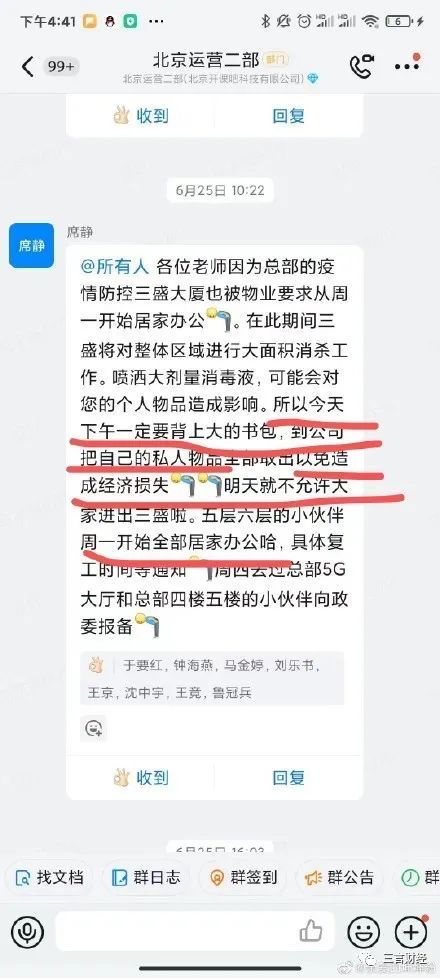 下午4:41
6
99+
北京运营二部 部门
北京运营二部(北京开课吧科技有限公司)
收到
回复
6月25日 10:22
席静
席静
@所有人 各位老师因为总部的疫
情防控三盛大厦也被物业要求从周
一开始居家办公。在此期间三
盛将对整体区域进行大面积消杀工
作。喷洒大剂量消毒液，可能会对
您的个人物品造成影响。所以今天
下午一定要背上大的书包，到公司
把自己的私人物品全部取出以免造
成经济损失明天就不允许大
家进出三盛啦。五层六层的小伙伴
周一开始全部居家办公哈，具体复
工时间等通知周四去过总部5G
大厅和总部四楼五楼的小伙伴向政
委报备
于要红，钟海燕，马金婷，刘乐书，
王京，沈中宇，王竞，鲁冠兵
收到
回复
6月25日 16:03
找文档
群日志
群签到
群公告
群
三言财经